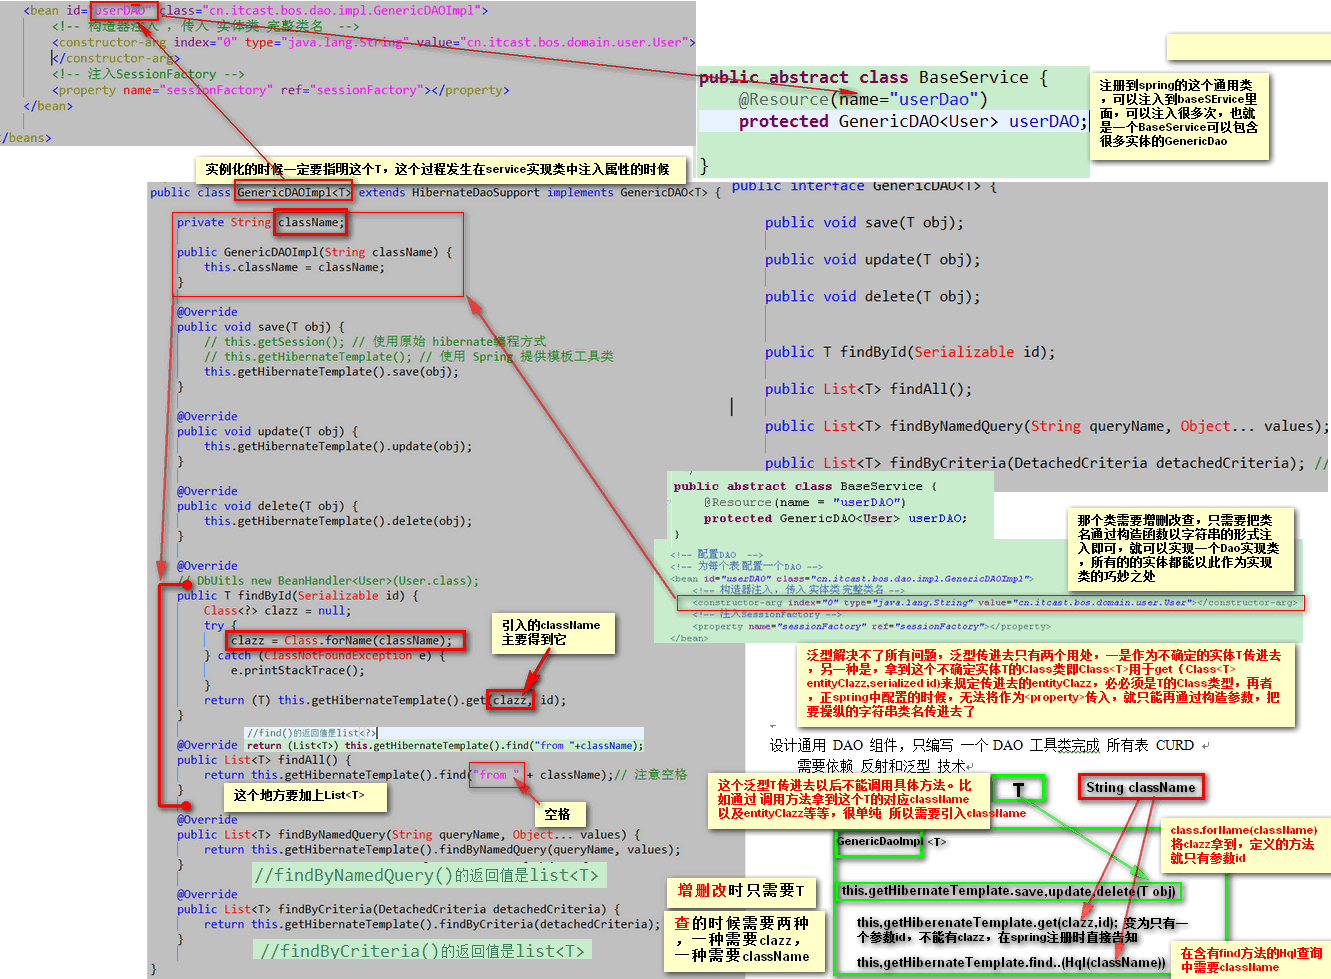 <bean id="userDAO" class="cn.itcast.bos.dao.impl.GenericDAOImpl">
<!-- 构造器注入 , 传入 实体类 完整类名 -->
<constructor-arg index="0" type="java.lang.String" value="cn.itcast.bos.domain.user.User">
</constructor-arg>
<!-- 注入SessionFactory -->
<property name="sessionFactory" ref="sessionFactory"></property>
</bean>
</beans>
public abstract class BaseService {
@Resource(name="userDao")
protected GenericDAO<User> userDAO;
}
注册到spring的这个通用类
，可以注入到baseSErvice里
面，可以注入很多次，也就
是一个BaseService可以包含
很多实体的GenericDao
实例化的时候一定要指明这个T，这个过程发生在service实现类中注入属性的时候
public class GenericDAOImpl<T> extends HibernateDaoSupport implements GenericDAO<T> {
private String className;
public GenericDAOImpl(String className) {
this.className = className;
}
@Override
public void save(T obj) {
// this.getSession(); // 使用原始 hibernate编程方式
// this.getHibernateTemplate(); // 使用 Spring 提供模板工具类
this.getHibernateTemplate().save(obj);
}
@Override
public void update(T obj) {
this.getHibernateTemplate().update(obj);
}
@Override
public void delete(T obj) {
this.getHibernateTemplate().delete(obj);
}
@Override
// DbUitls new BeanHandler<User>(User.class);
public T findById(Serializable id) {
Class<?> clazz = null;
try {
clazz = Class.forName(className);
} catch (ClassNotFoundException e) {
e.printStackTrace();
}
return (T) this.getHibernateTemplate().get(clazz, id);
}
引入的className
主要得到它
//find()的返回值是list<?>
@Override return (List<T>) this.getHibernateTemplate().find("from "+className);
public List<T> findAll() {
return this.getHibernateTemplate().find("from " + className);// 注意空格
}
这个地方要加上List<T>
空格
@Override
public List<T> findByNamedQuery(String queryName, Object... values) {
return this.getHibernateTemplate().findByNamedQuery(queryName, values);
}
//findByNamedQuery()的返回值是list<T>
@Override
public List<T> findByCriteria(DetachedCriteria detachedCriteria) {
return this.getHibernateTemplate().findByCriteria(detachedCriteria);
}
//findByCriteria()的返回值是list<T>
}
public interface GenericDAO<T> {
public void save(T obj);
public void update(T obj);
public void delete(T obj);
public T findById(Serializable id);
public List<T> findAll();
public List<T> findByNamedQuery(String queryName, Object... values);
public List<T> findByCriteria(DetachedCriteria detachedCriteria); //
public abstract class BaseService {
@Resource(name = "userDAO")
protected GenericDAO<User> userDAO;
}
那个类需要增删改查，只需要把类
名通过构造函数以字符串的形式注
入即可，就可以实现一个Dao实现类
，所有的的实体都能以此作为实现
类的巧妙之处
<!-- 配置DAO -->
<!-- 为每个表 配置一个DAO -->
<bean id="userDAO" class="cn.itcast.bos.dao.impl.GenericDAOImpl">
<!-- 构造器注入 , 传入 实体类 完整类名 -->
<constructor-arg index="0" type="java.lang.String" value="cn.itcast.bos.domain.user.User"></constructor-arg>
<!-- 注入SessionFactory -->
<property name="sessionFactory" ref="sessionFactory"></property>
</bean>
泛型解决不了所有问题，泛型传进去只有两个用处，一是作为不确定的实体T传进去
，另一种是，拿到这个不确定实体T的Class类即Class<T>用于get（Class<T>
entityClazz,serialized id)来规定传进去的entityClazz，必必须是T的Class类型，再者
，正spring中配置的时候，无法将作为<property>传入，就只能再通过构造参数，把
要操纵的字符串类名传进去了
设计通用 DAO 组件，只编写 一个 DAO 工具类完成 所有表 CURD
需要依赖 反射和泛型 技术
这个泛型T传进去以后不能调用具体方法。比
如通过 调用方法拿到这个T的对应className
以及entityClazz等等，很单纯 所以需要引入className
T
String className
class.forName(className)
将clazz拿到，定义的方法
就只有参数id
GenericDaoImpl <T>
this.getHibernateTemplate.save,update,delete(T obj)
增删改时只需要T
查的时候需要两种
，一种需要clazz，
一种需要className
this,getHiberenateTemplate.get(clazz,id); 变为只有一
个参数id，不能有clazz，在spring注册时直接告知
this,getHibernateTemplate.find..(Hql(className))
在含有find方法的Hql查询
中需要className